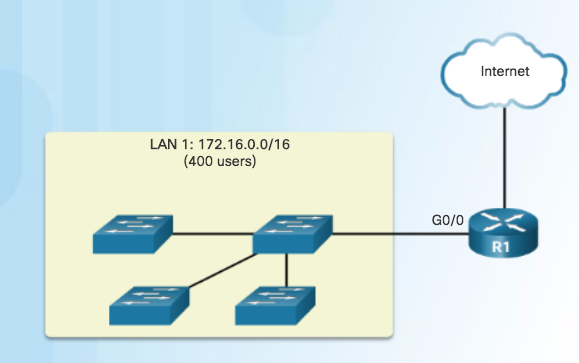 Internet
LAN 1: 172.16.0.0/16
(400 users)
G0/0
R1